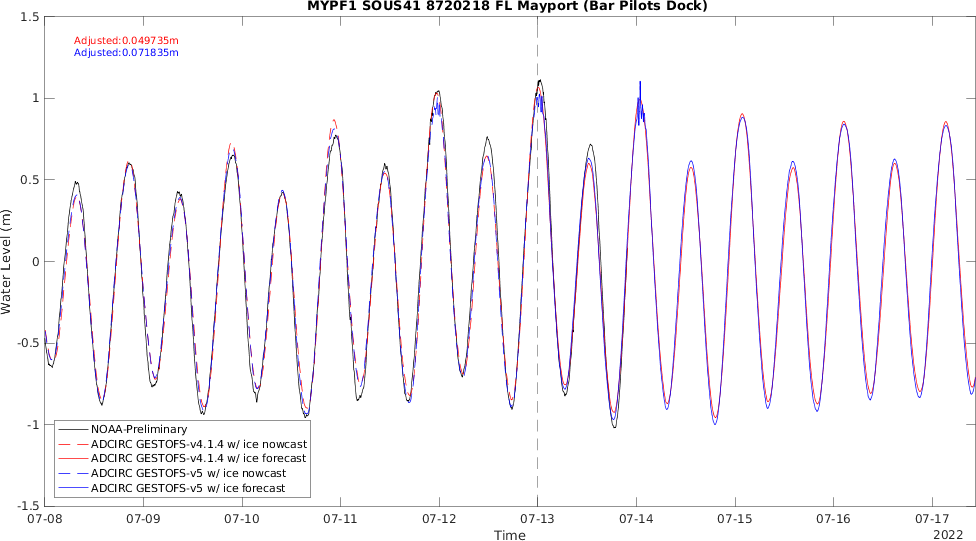 MYPF1 SOUS41 8720218 FL Mayport (Bar Pilots Dock)
1.5
Adjusted:0.049735m
Adjusted:0.071835m
1
0.5
0
-0.5
-1
-1.5
Water Level (m)
NOAA-Preliminary
ADCIRC GESTOFS-v4.1.4 w/ ice nowcast
ADCIRC GESTOFS-v4.1.4 w/ ice forecast
ADCIRC GESTOFS-v5 w/ ice nowcast
ADCIRC GESTOFS-v5 w/ ice forecast
07-08 07-09 07-10 07-11 07-12 07-13 07-14 07-15 07-16 07-17
Time
2022